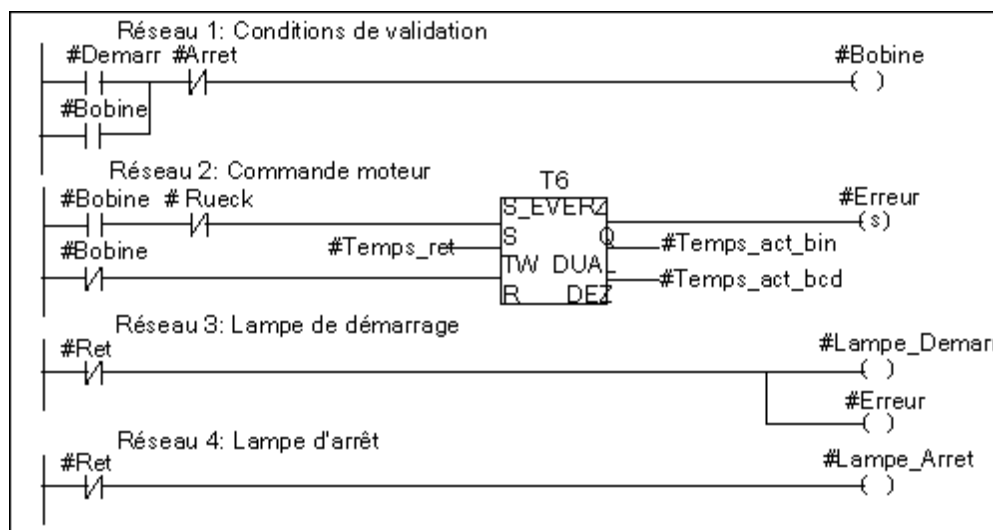 Réseau 1: Conditions de validation
#Demarr #Arret #Bobine
#Bobine
Réseau 2: Commande moteur
T6
#Bobine # Rueck S_EVERZ #Erreur
(s)
#Bobine #Temps_ret S Q #Temps_act_bin
TW DUAL #Temps_act_bcd
R DEZ
Réseau 3: Lampe de démarrage
#Ret #Lampe_Demarr
#Erreur
Réseau 4: Lampe d'arrêt
#Ret #Lampe_Arret